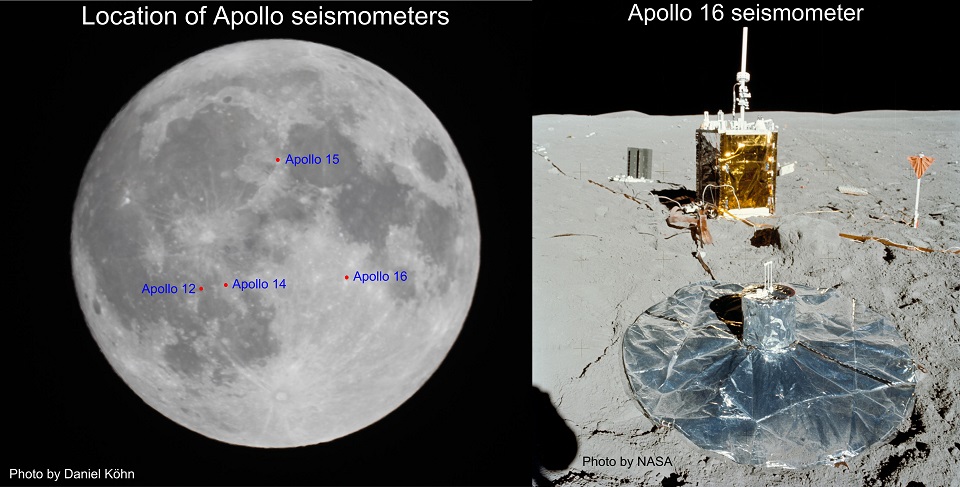 Location of Apollo seismometers
Apollo 15
Apollo 16
Apollo 14
Apollo 12
Photo by Daniel Köhn
Apollo 16 seismometer
Photo by NASA